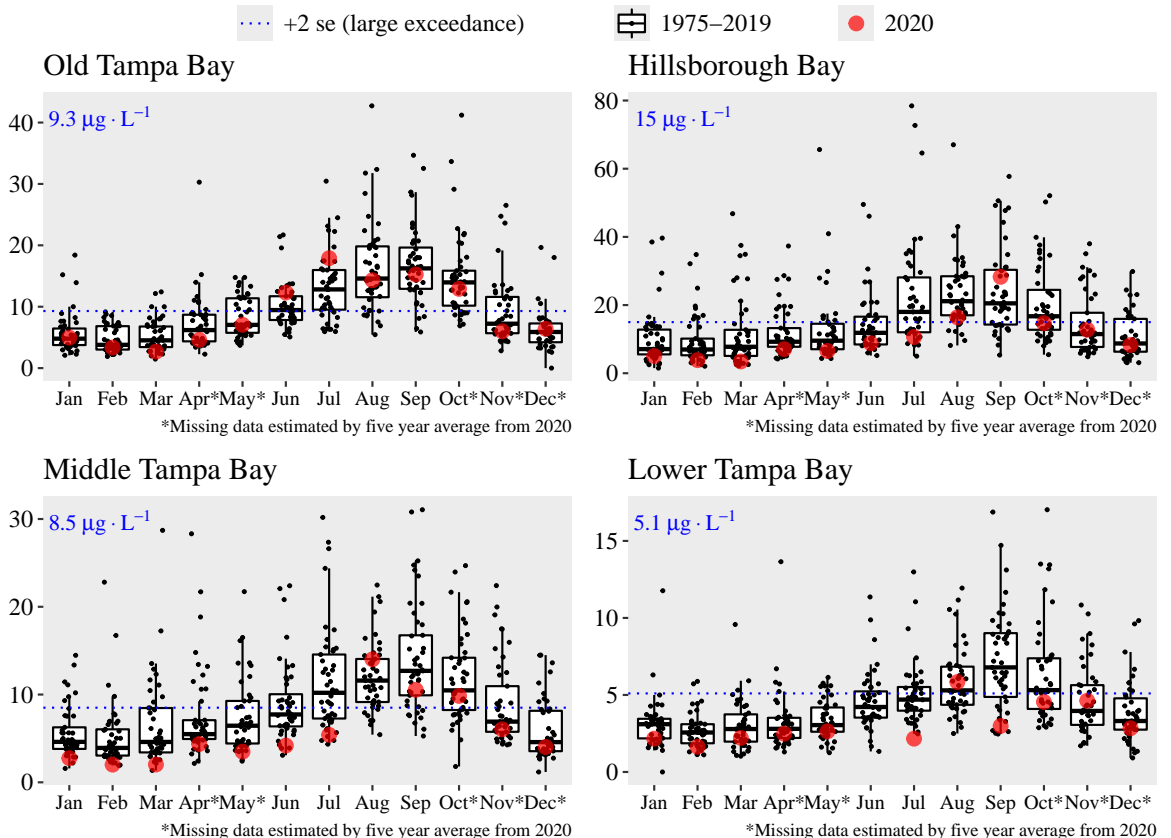 +2 se (large exceedance) 1975–2019 2020
Old Tampa Bay
9.3 µg · L⁻¹
40
30
20
10
0
Jan Feb Mar Apr* May* Jun Jul Aug Sep Oct* Nov* Dec*
*Missing data estimated by five year average from 2020
Hillsborough Bay
15 µg · L⁻¹
80
60
40
20
0
Jan Feb Mar Apr* May* Jun Jul Aug Sep Oct* Nov* Dec*
*Missing data estimated by five year average from 2020
Middle Tampa Bay
8.5 µg · L⁻¹
30
20
10
0
Jan Feb Mar Apr* May* Jun Jul Aug Sep Oct* Nov* Dec*
*Missing data estimated by five year average from 2020
Lower Tampa Bay
5.1 µg · L⁻¹
15
10
5
0
Jan Feb Mar Apr* May* Jun Jul Aug Sep Oct* Nov* Dec*
*Missing data estimated by five year average from 2020